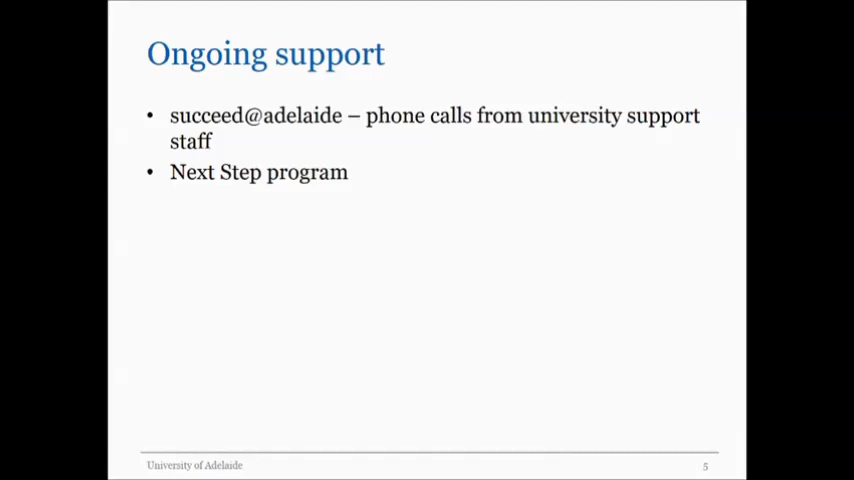 Ongoing support
• succeed@adelaide – phone calls from university support
staff
• Next Step program
University of Adelaide
5